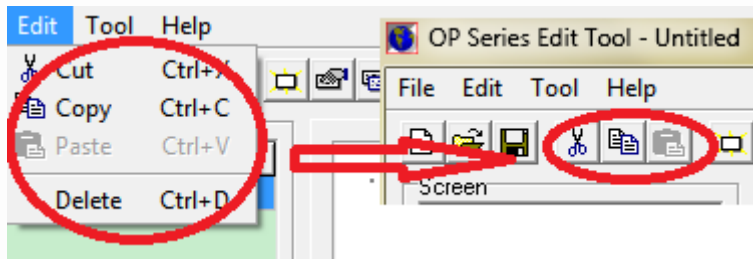 Edit Tool Help
Cut Ctrl+X
Copy Ctrl+C
Paste Ctrl+V
Delete Ctrl+D
OP Series Edit Tool - Untitled
File Edit Tool Help
Screen